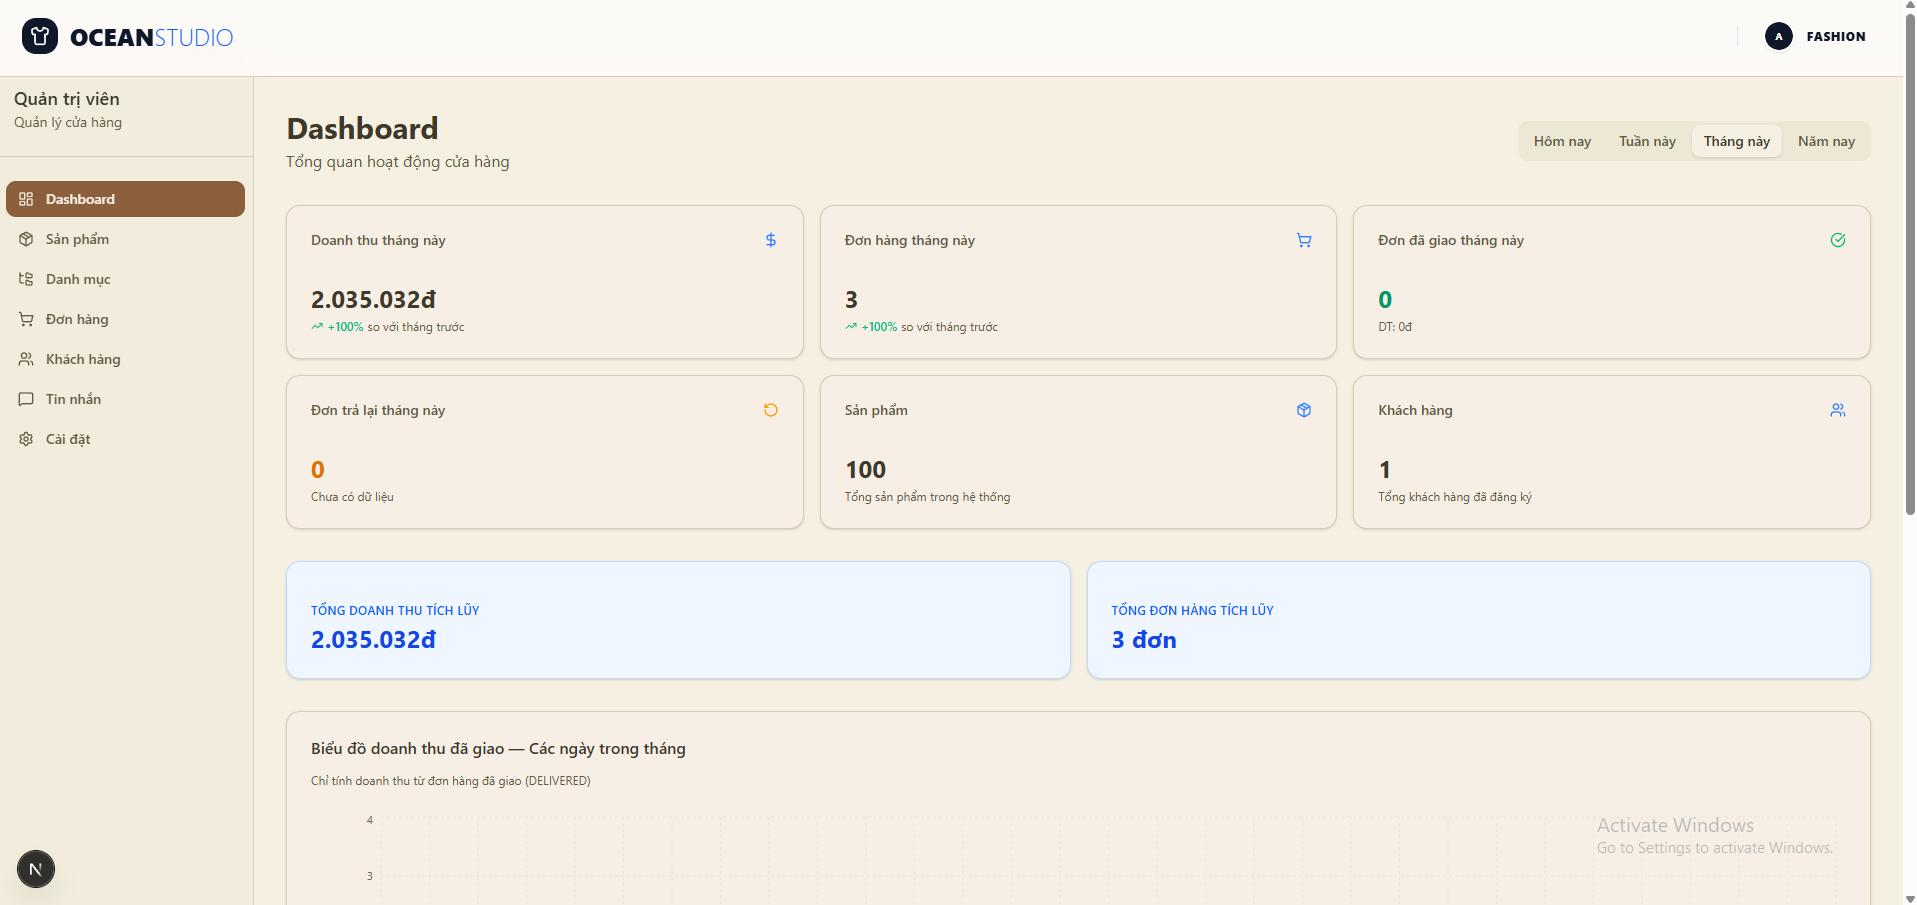 OCEANSTUDIO
A FASHION
Quản trị viên
Quản lý cửa hàng
Dashboard
Sản phẩm
Danh mục
Đơn hàng
Khách hàng
Tin nhắn
Cài đặt
N
Dashboard
Tổng quan hoạt động cửa hàng
Hôm nay Tuần này Tháng này Năm nay
Doanh thu tháng này
2.035.032đ
+100% so với tháng trước
Đơn hàng tháng này
3
+100% so với tháng trước
Đơn đã giao tháng này
0
DT: 0đ
Đơn trả lại tháng này
0
Chưa có dữ liệu
Sản phẩm
100
Tổng sản phẩm trong hệ thống
Khách hàng
1
Tổng khách hàng đã đăng ký
TỔNG DOANH THU TÍCH LŨY
2.035.032đ
TỔNG ĐƠN HÀNG TÍCH LŨY
3 đơn
Biểu đồ doanh thu đã giao — Các ngày trong tháng
Chỉ tính doanh thu từ đơn hàng đã giao (DELIVERED)
4
3
Activate Windows
Go to Settings to activate Windows.